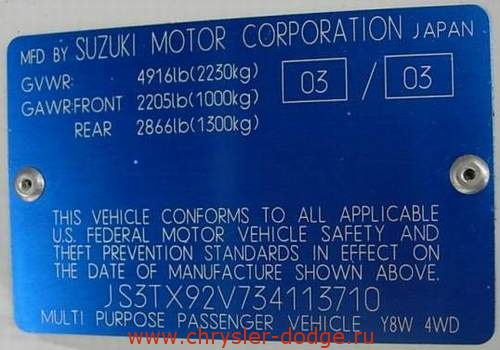 MFD BY SUZUKI MOTOR CORPORATION JAPAN
GVWR: 4916lb(2230kg) 03 / 03
GAWR:FRONT 2205lb(1000kg)
REAR 2866lb(1300kg)
THIS VEHICLE CONFORMS TO ALL APPLICABLE
U.S. FEDERAL MOTOR VEHICLE SAFETY AND
THEFT PREVENTION STANDARDS IN EFFECT ON
THE DATE OF MANUFACTURE SHOWN ABOVE.
JS3TX92V734113710
MULTI PURPOSE PASSENGER VEHICLE Y8W 4WD
www.chrysler-dodge.ru